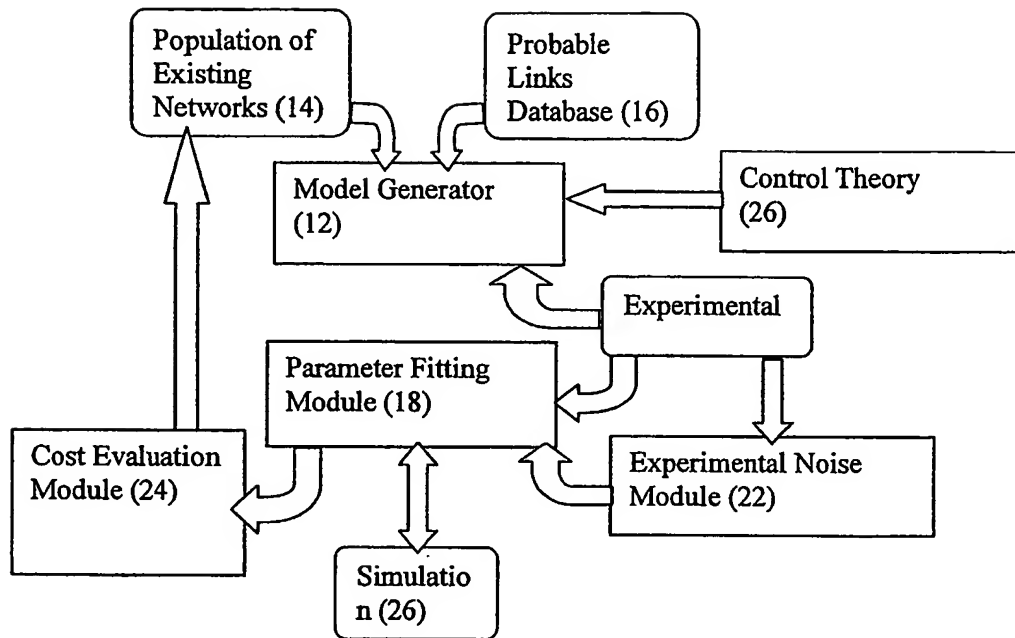 Population of
Existing
Networks (14)
Probable
Links
Database (16)
Model Generator
(12)
Control Theory
(26)
Experimental
Parameter Fitting
Module (18)
Cost Evaluation
Module (24)
Experimental Noise
Module (22)
Simulatio
n (26)